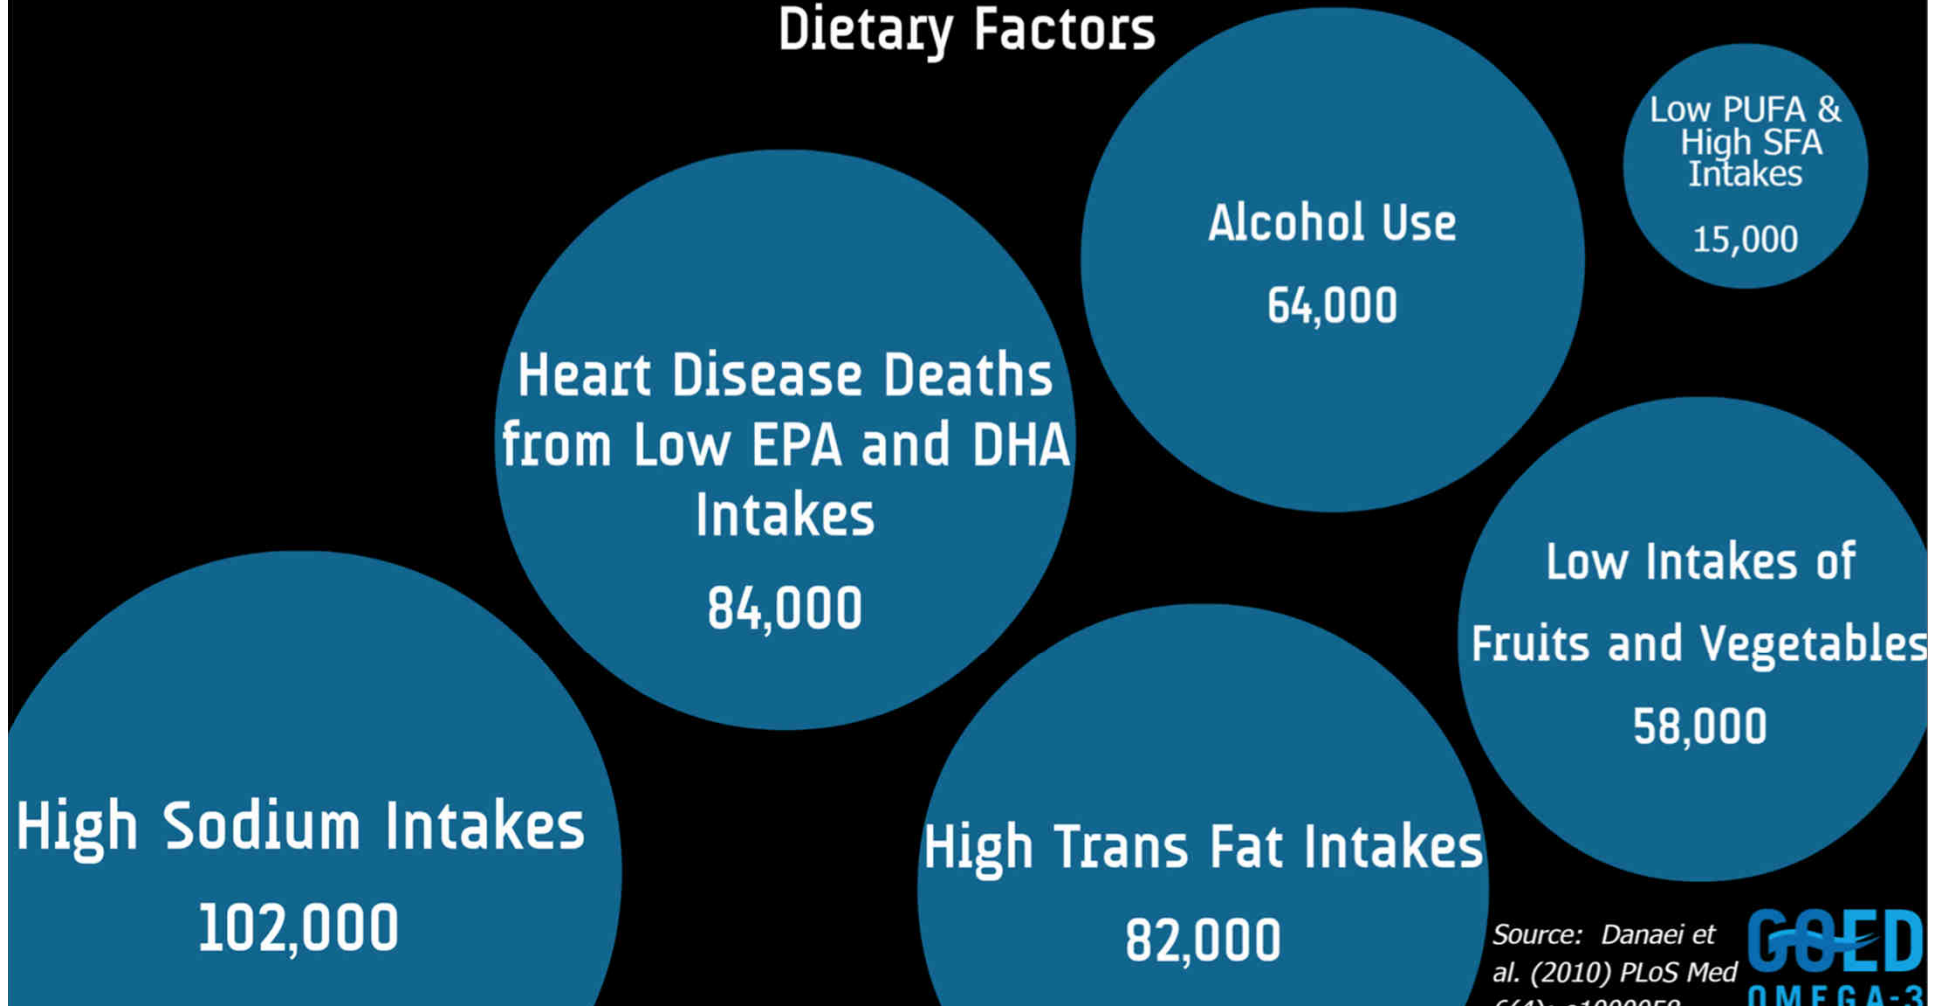 Dietary Factors
Low PUFA &
High SFA
Intakes
15,000
Alcohol Use
64,000
Heart Disease Deaths
from Low EPA and DHA
Intakes
84,000
Low Intakes of
Fruits and Vegetables
58,000
High Sodium Intakes
102,000
High Trans Fat Intakes
82,000
Source: Danaei et
al. (2010) PLoS Med
GOED
OMEGA-3